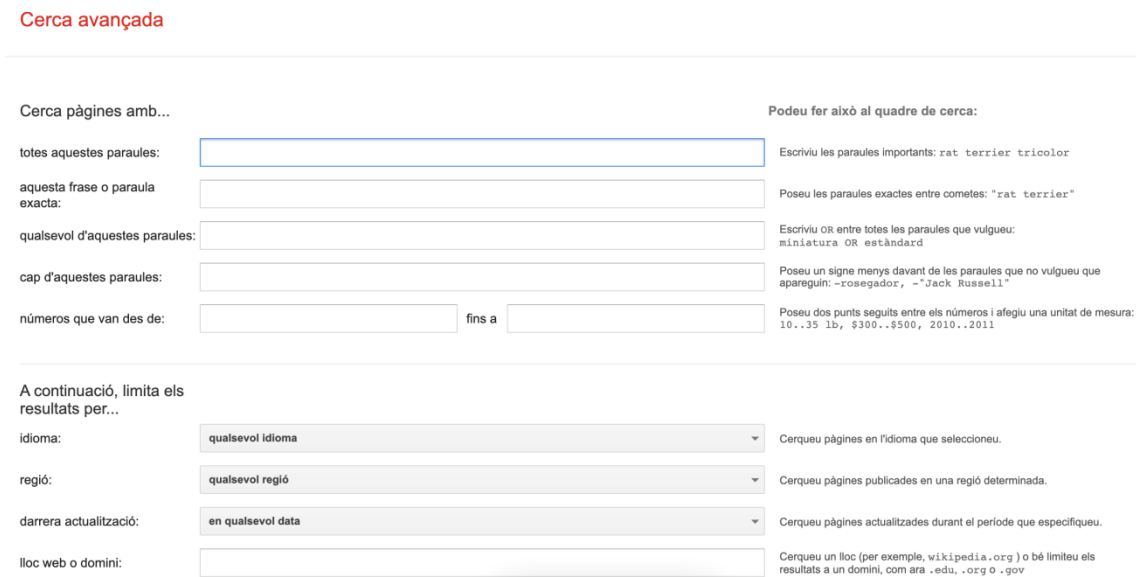 Cerca avançada
Cerca pàgines amb...
Podeu fer això al quadre de cerca:
totes aquestes paraules:
Escriviu les paraules importants: rat terrier tricolor
aquesta frase o paraula
exacta:
Poseu les paraules exactes entre cometes: "rat terrier"
qualsevol d'aquestes paraules:
Escriviu OR entre totes les paraules que vulgueu:
miniatura OR estàndard
cap d'aquestes paraules:
Poseu un signe menys davant de les paraules que no vulgueu que
apareguin: -rosegador, -"Jack Russell"
números que van des de:
fins a
Poseu dos punts seguits entre els números i afegiu una unitat de mesura:
10..35 lb, $300..$500, 2010..2011
A continuació, limita els
resultats per...
idioma:
qualsevol idioma
Cerqueu pàgines en l'idioma que seleccioneu.
regió:
qualsevol regió
Cerqueu pàgines publicades en una regió determinada.
darrera actualització:
en qualsevol data
Cerqueu pàgines actualitzades durant el període que especifiqueu.
lloc web o domini:
Cerqueu un lloc (per exemple, wikipedia.org ) o bé limiteu els
resultats a un domini, com ara .edu, .org o .gov